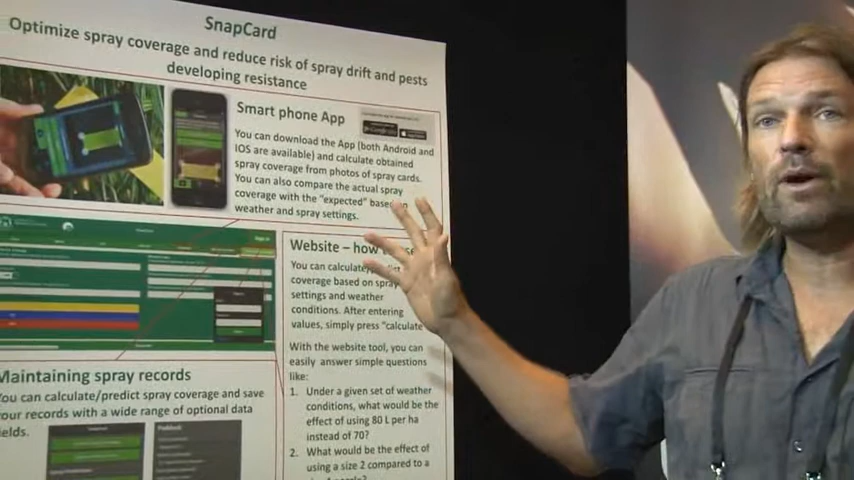 SnapCard
Optimize spray coverage and reduce risk of spray drift and pests
developing resistance
Smart phone App
You can download the App (both Android and
IOS are available) and calculate obtained
spray coverage from photos of spray cards.
You can also compare the actual spray
coverage with the "expected" based on
weather and spray settings.
Website – how
You can calculate/
coverage based on spray
settings and weather
conditions. After entering
values, simply press "calculate
With the website tool, you can
easily answer simple questions
like:
1. Under a given set of weather
conditions, what would be the
effect of using 80 L per ha
instead of 70?
2. What would be the effect of
using a size 2 compared to a
Maintaining spray records
You can calculate/predict spray coverage and save
your records with a wide range of optional data
fields.